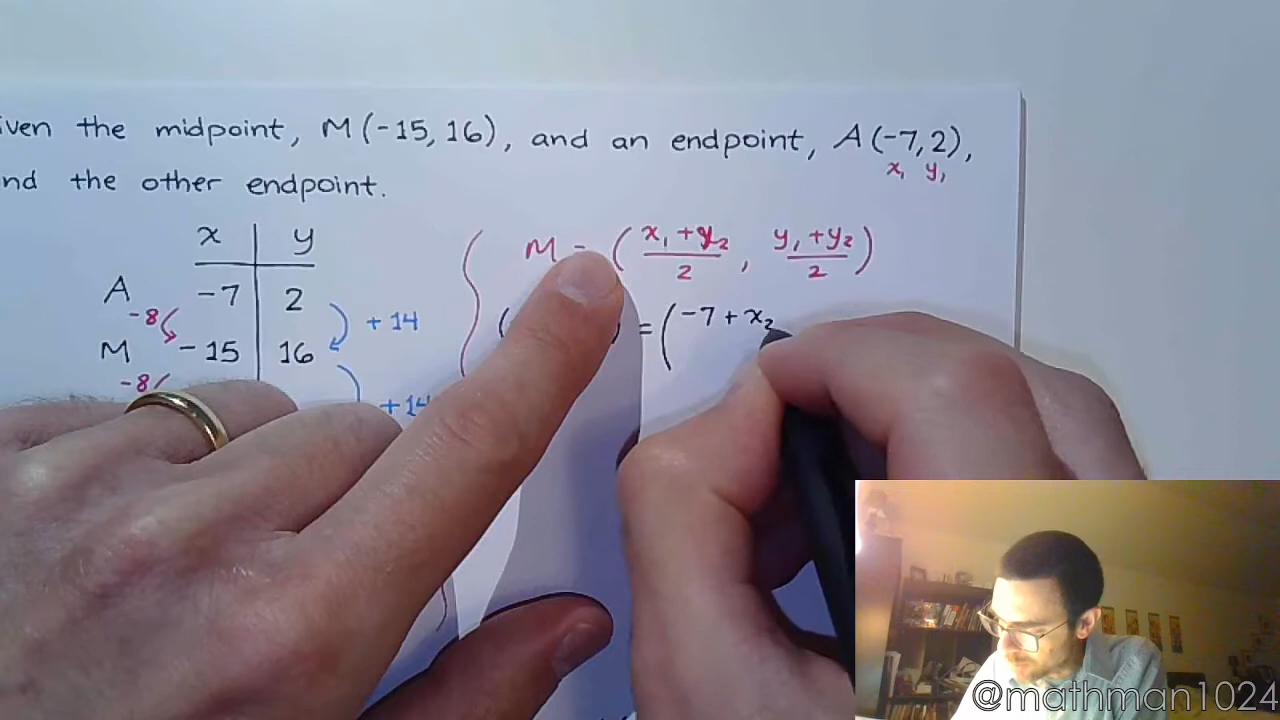 iven the midpoint, M(-15, 16), and an endpoint, A(-7, 2),
x₁ y₁
nd the other endpoint.
x y
A -7 2
-8 +14
M -15 16
-8 +14
M = (x₁ + x₂/2, y₁ + y₂/2)
( ) = (-7 + x₂
@mathman1024